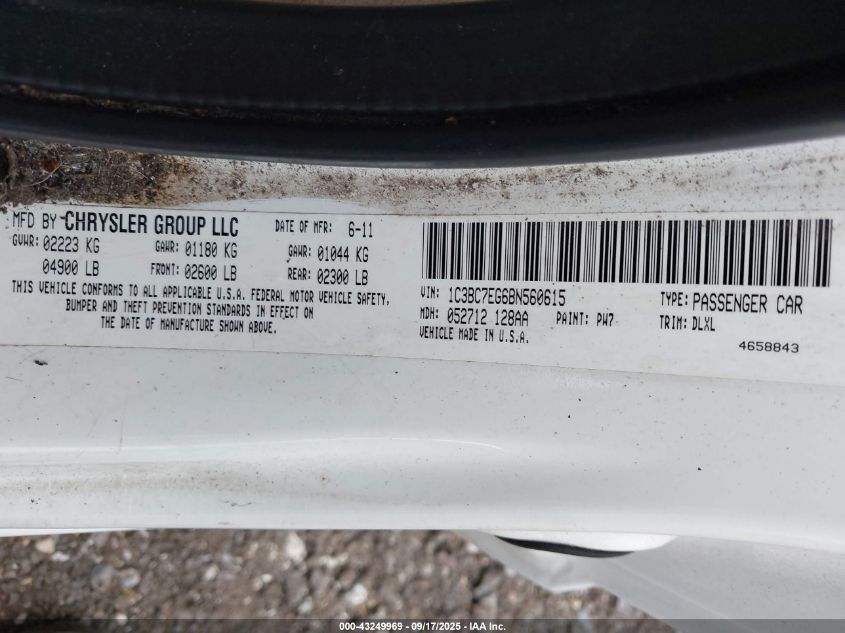 MFD BY CHRYSLER GROUP LLC DATE OF MFR: 6-11
GVWR: 02223 KG GAWR: 01180 KG GAWR: 01044 KG
04900 LB FRONT: 02600 LB REAR: 02300 LB
THIS VEHICLE CONFORMS TO ALL APPLICABLE U.S.A. FEDERAL MOTOR VEHICLE SAFETY,
BUMPER AND THEFT PREVENTION STANDARDS IN EFFECT ON
THE DATE OF MANUFACTURE SHOWN ABOVE.
VIN: 1C3BC7EG6BN560615 TYPE: PASSENGER CAR
MDH: 052712 128AA PAINT: PW7 TRIM: DLXL
VEHICLE MADE IN U.S.A.
4658843
000-43249969 - 09/17/2025 - IAA Inc.